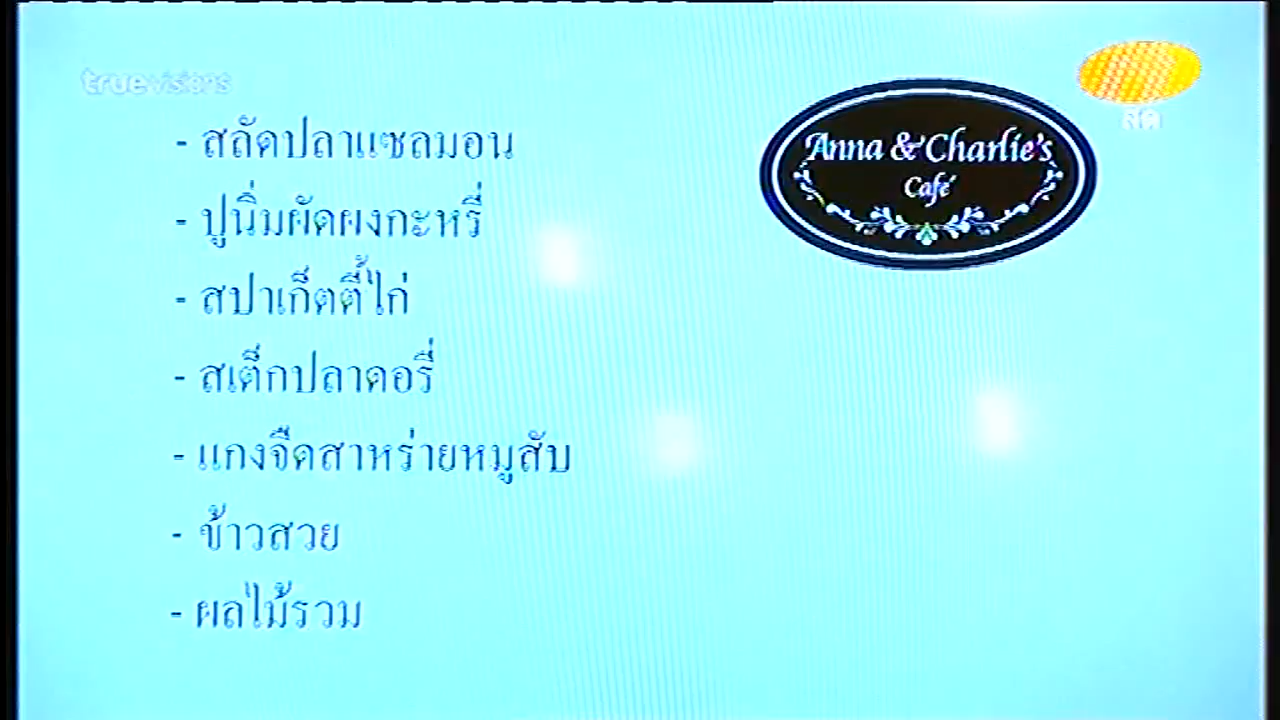 truevisions
สด
Anna & Charlie's
Café
- สลัดปลาแซลมอน
- ปูนิ่มผัดผงกะหรี่
- สปาเก็ตตี้ไก่
- สเต็กปลาดอรี่
- แกงจืดสาหร่ายหมูสับ
- ข้าวสวย
- ผลไม้รวม